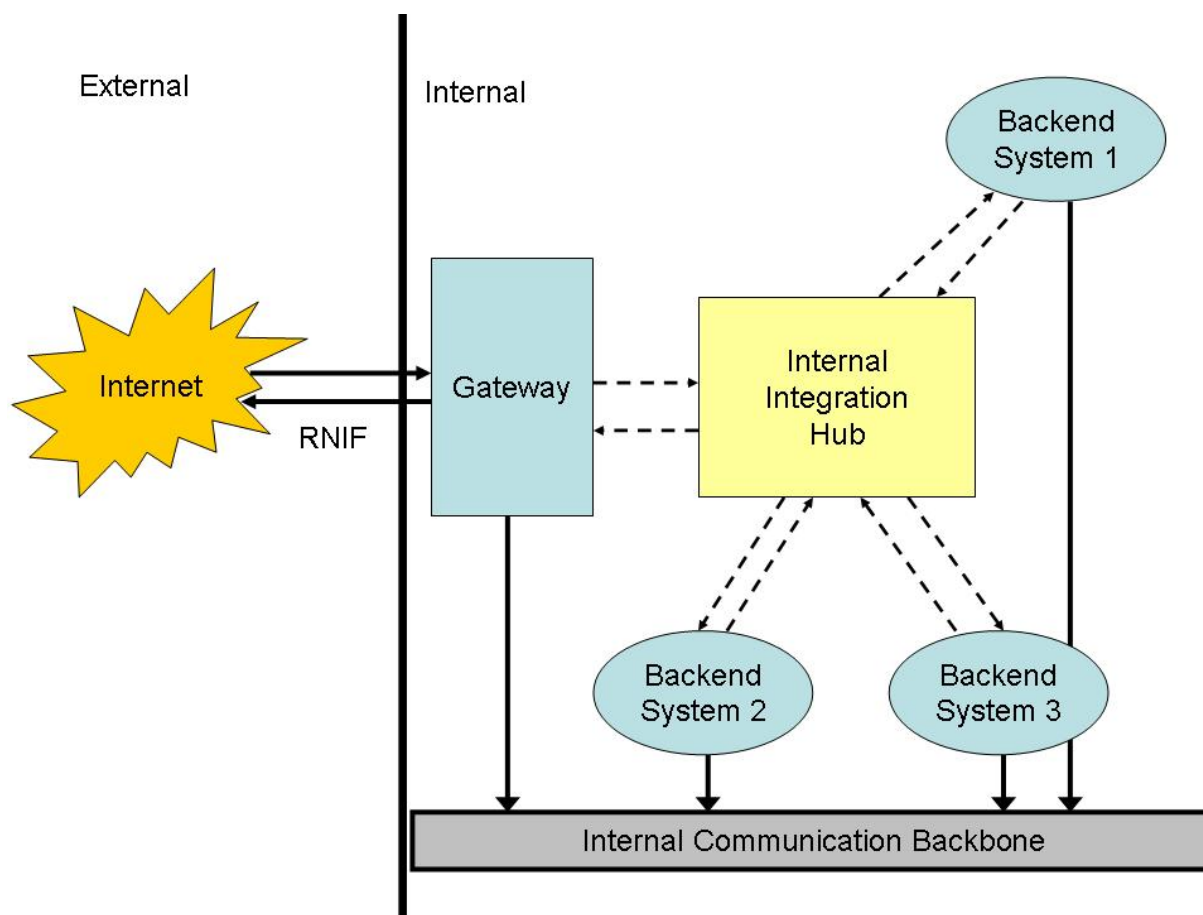 External
Internal
Backend
System 1
Internet
Gateway
Internal
Integration
Hub
RNIF
Backend
System 2
Backend
System 3
Internal Communication Backbone